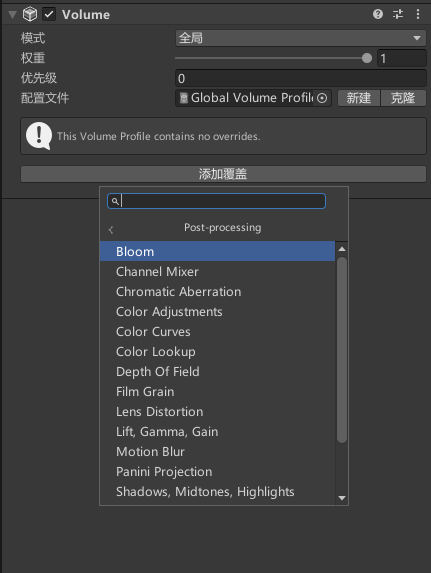 Volume
模式 全局
权重 1
优先级 0
配置文件 Global Volume Profil 新建 克隆
This Volume Profile contains no overrides.
添加覆盖
Post-processing
Bloom
Channel Mixer
Chromatic Aberration
Color Adjustments
Color Curves
Color Lookup
Depth Of Field
Film Grain
Lens Distortion
Lift, Gamma, Gain
Motion Blur
Panini Projection
Shadows, Midtones, Highlights